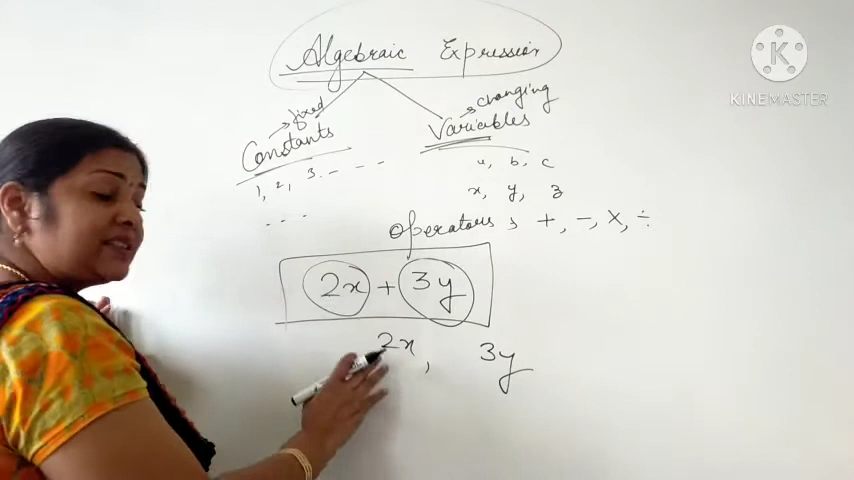 Algebraic Expression
→ fixed
→ changing
Constants
Variables
1, 2, 3. - - - -
a, b, c
x, y, z
- - -
operators → +, -, ×, ÷
2x + 3y
2x, 3y
K
KINEMASTER